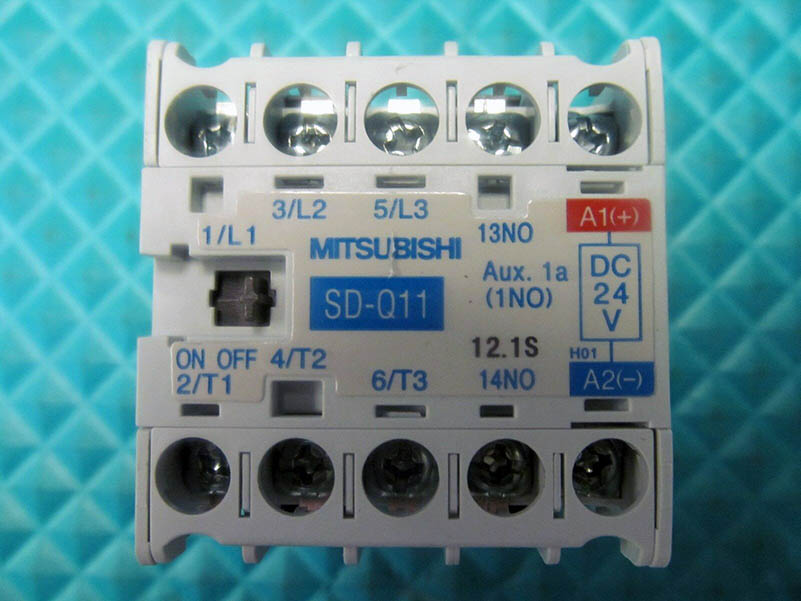 A1(+)
3/L2 5/L3
1/L1
13NO
MITSUBISHI
Aux. 1a
(1NO)
DC
24
V
SD-Q11
12.1S
H01
ON OFF 4/T2
2/T1
6/T3
14NO
A2(-)